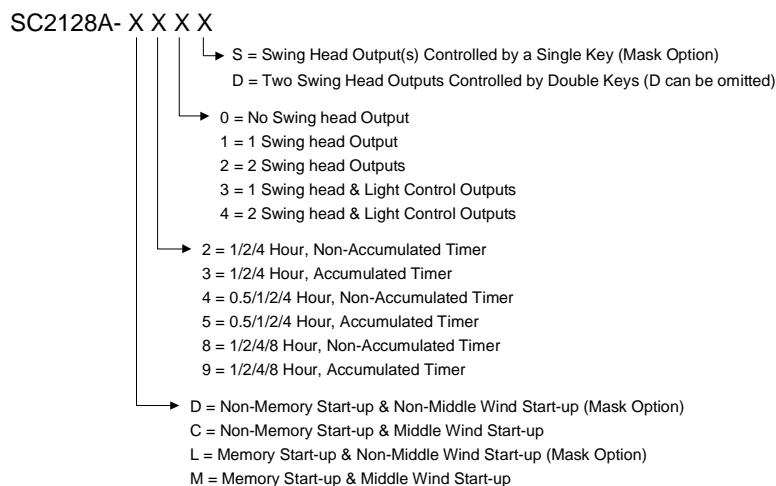 SC2128A- X X X X
S = Swing Head Output(s) Controlled by a Single Key (Mask Option)
D = Two Swing Head Outputs Controlled by Double Keys (D can be omitted)
0 = No Swing head Output
1 = 1 Swing head Output
2 = 2 Swing head Outputs
3 = 1 Swing head & Light Control Outputs
4 = 2 Swing head & Light Control Outputs
2 = 1/2/4 Hour, Non-Accumulated Timer
3 = 1/2/4 Hour, Accumulated Timer
4 = 0.5/1/2/4 Hour, Non-Accumulated Timer
5 = 0.5/1/2/4 Hour, Accumulated Timer
8 = 1/2/4/8 Hour, Non-Accumulated Timer
9 = 1/2/4/8 Hour, Accumulated Timer
D = Non-Memory Start-up & Non-Middle Wind Start-up (Mask Option)
C = Non-Memory Start-up & Middle Wind Start-up
L = Memory Start-up & Non-Middle Wind Start-up (Mask Option)
M = Memory Start-up & Middle Wind Start-up